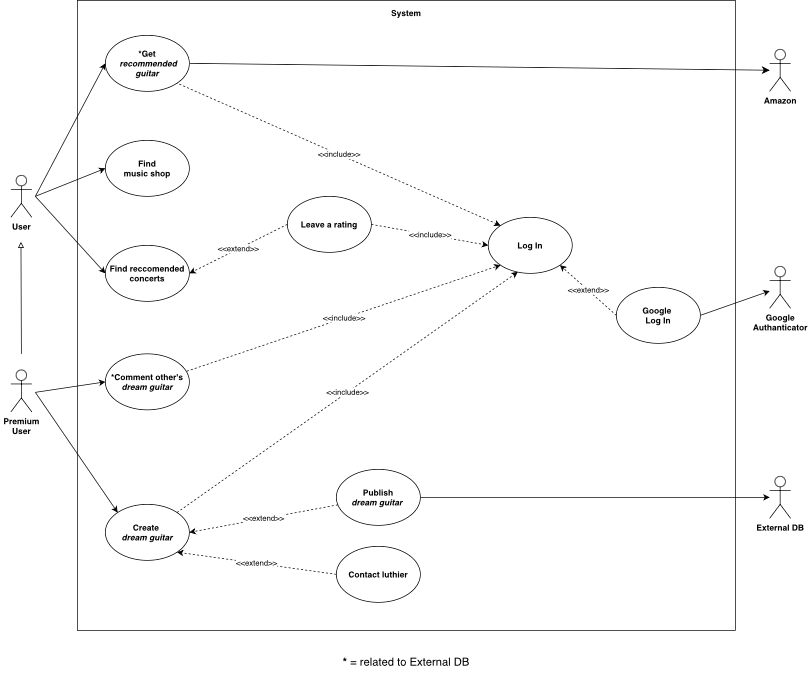 System
*Get
recommended
guitar
Amazon
<<include>>
Find
music shop
User
Leave a rating
<<include>>
<<extend>>
Log In
Find reccomended
concerts
<<extend>>
Google
Log In
Google
Authanticator
<<include>>
*Comment other's
dream guitar
<<include>>
Premium
User
Publish
dream guitar
<<extend>>
External DB
Create
dream guitar
<<extend>>
Contact luthier
* = related to External DB